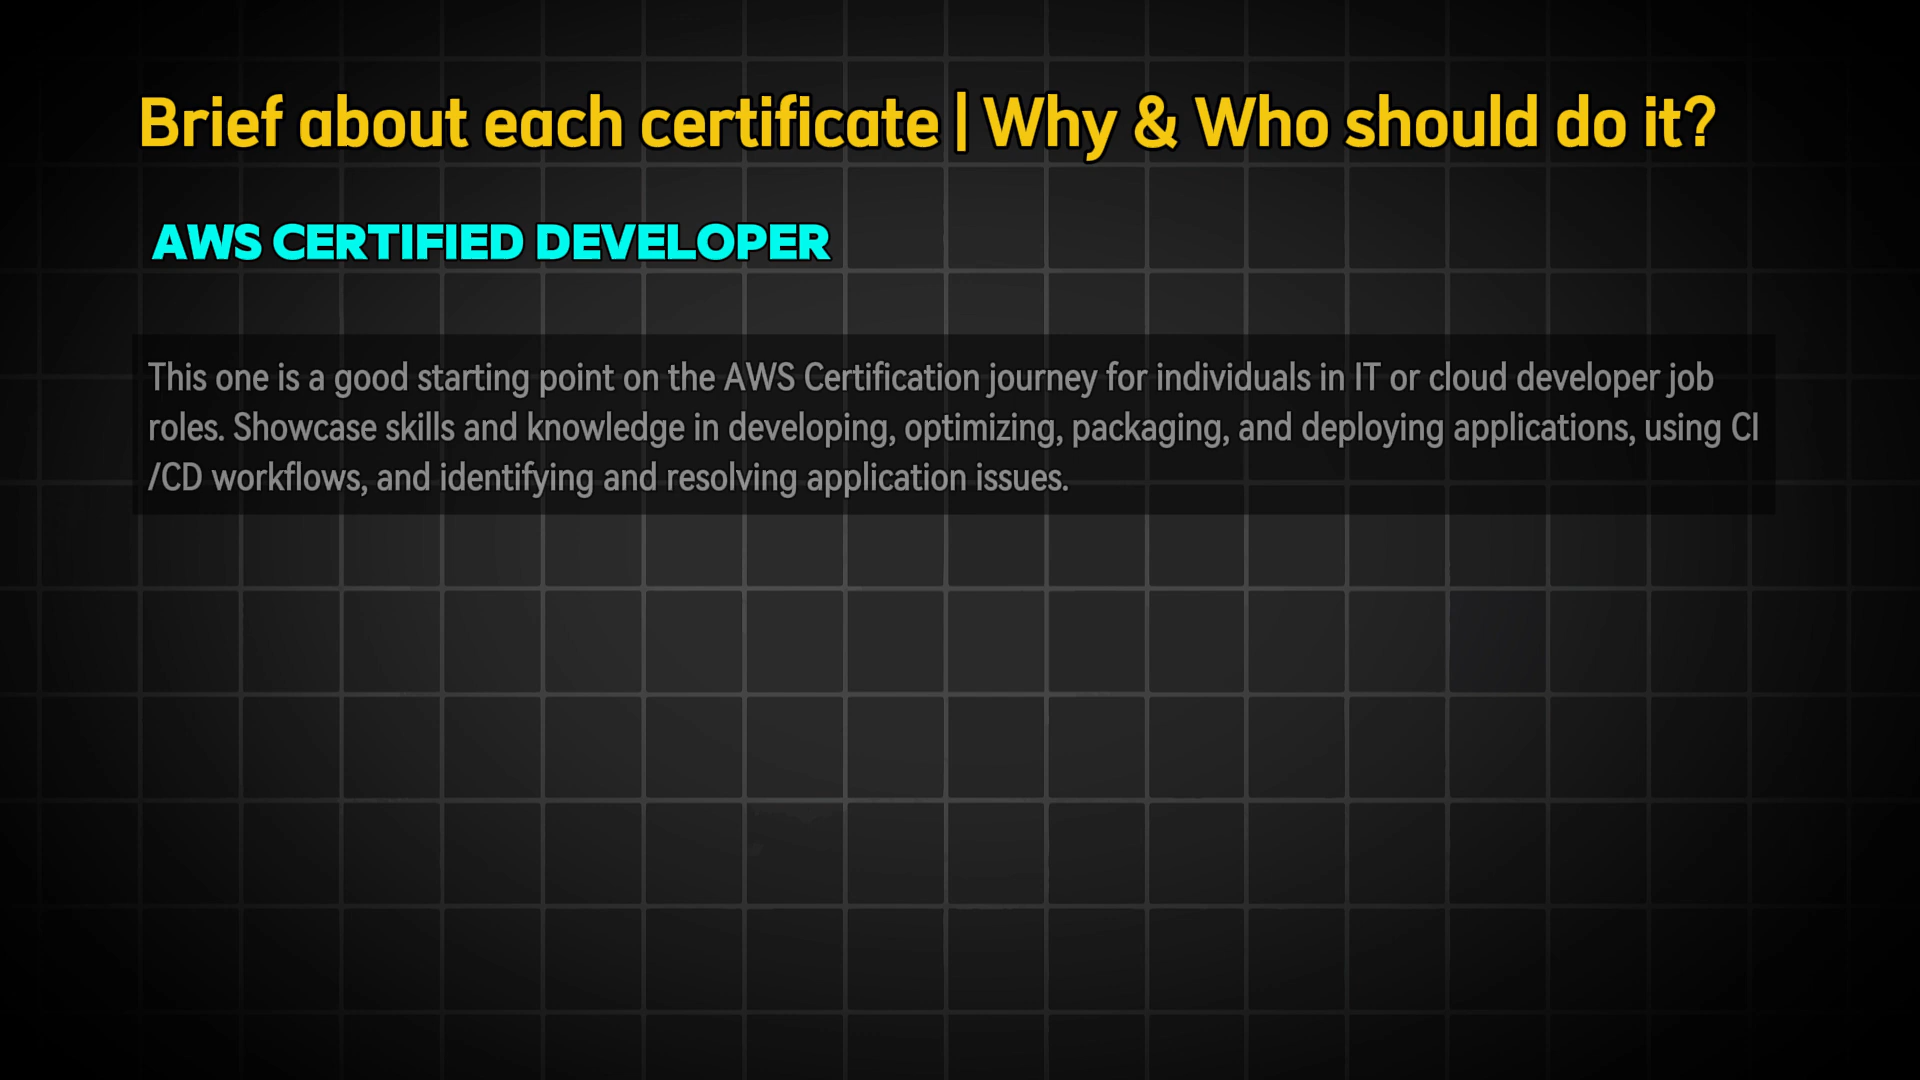 Brief about each certificate | Why & Who should do it?
AWS CERTIFIED DEVELOPER
This one is a good starting point on the AWS Certification journey for individuals in IT or cloud developer job
roles. Showcase skills and knowledge in developing, optimizing, packaging, and deploying applications, using CI
/CD workflows, and identifying and resolving application issues.